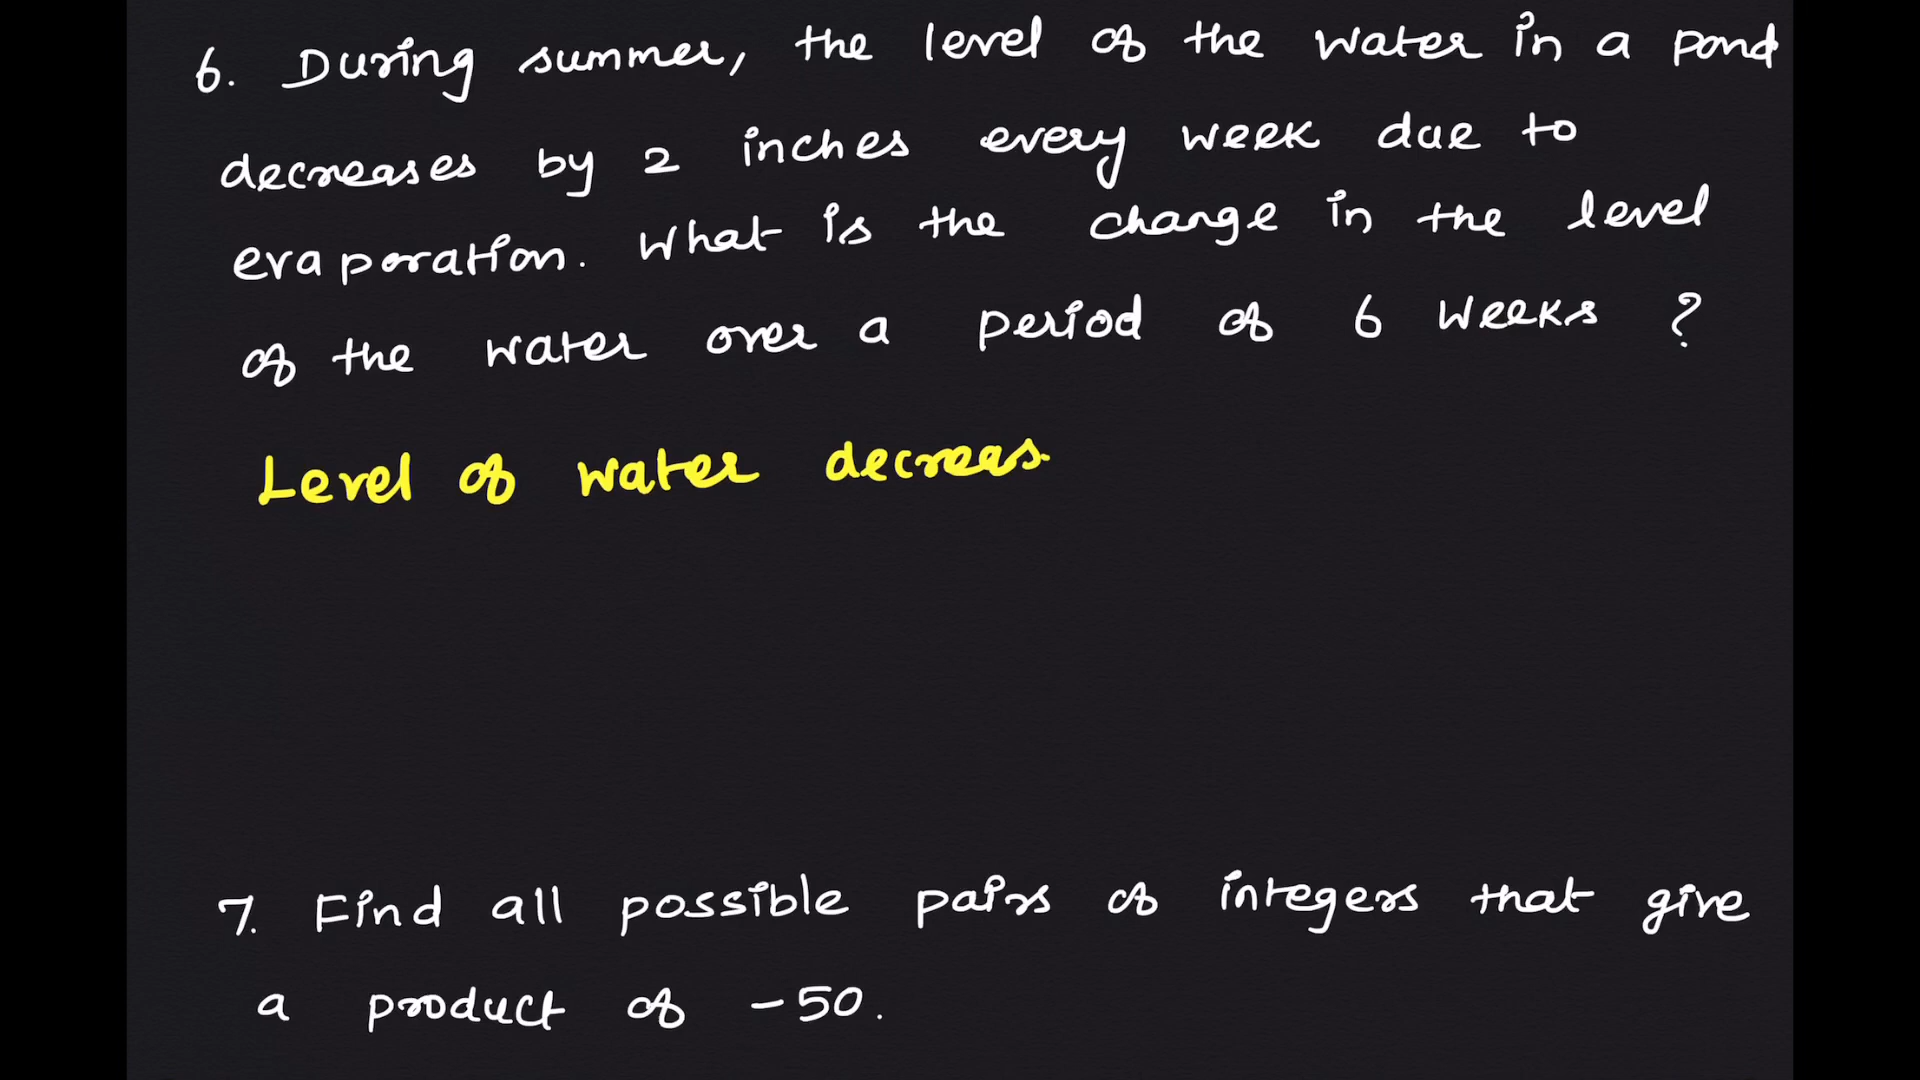 6. During summer, the level of the water in a pond
decreases by 2 inches every week due to
evaporation. What is the change in the level
of the water over a period of 6 weeks ?
Level of water decreas
7. Find all possible pairs of integers that give
a product of -50.